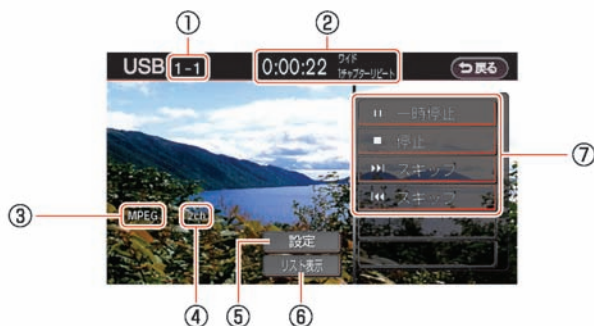 ① ②
USB 1-1 0:00:22 ワイド
1チャプターリピート
戻る
一時停止
停止
スキップ
スキップ
⑦
③ MPEG 2ch
設定
リスト表示
④ ⑤ ⑥